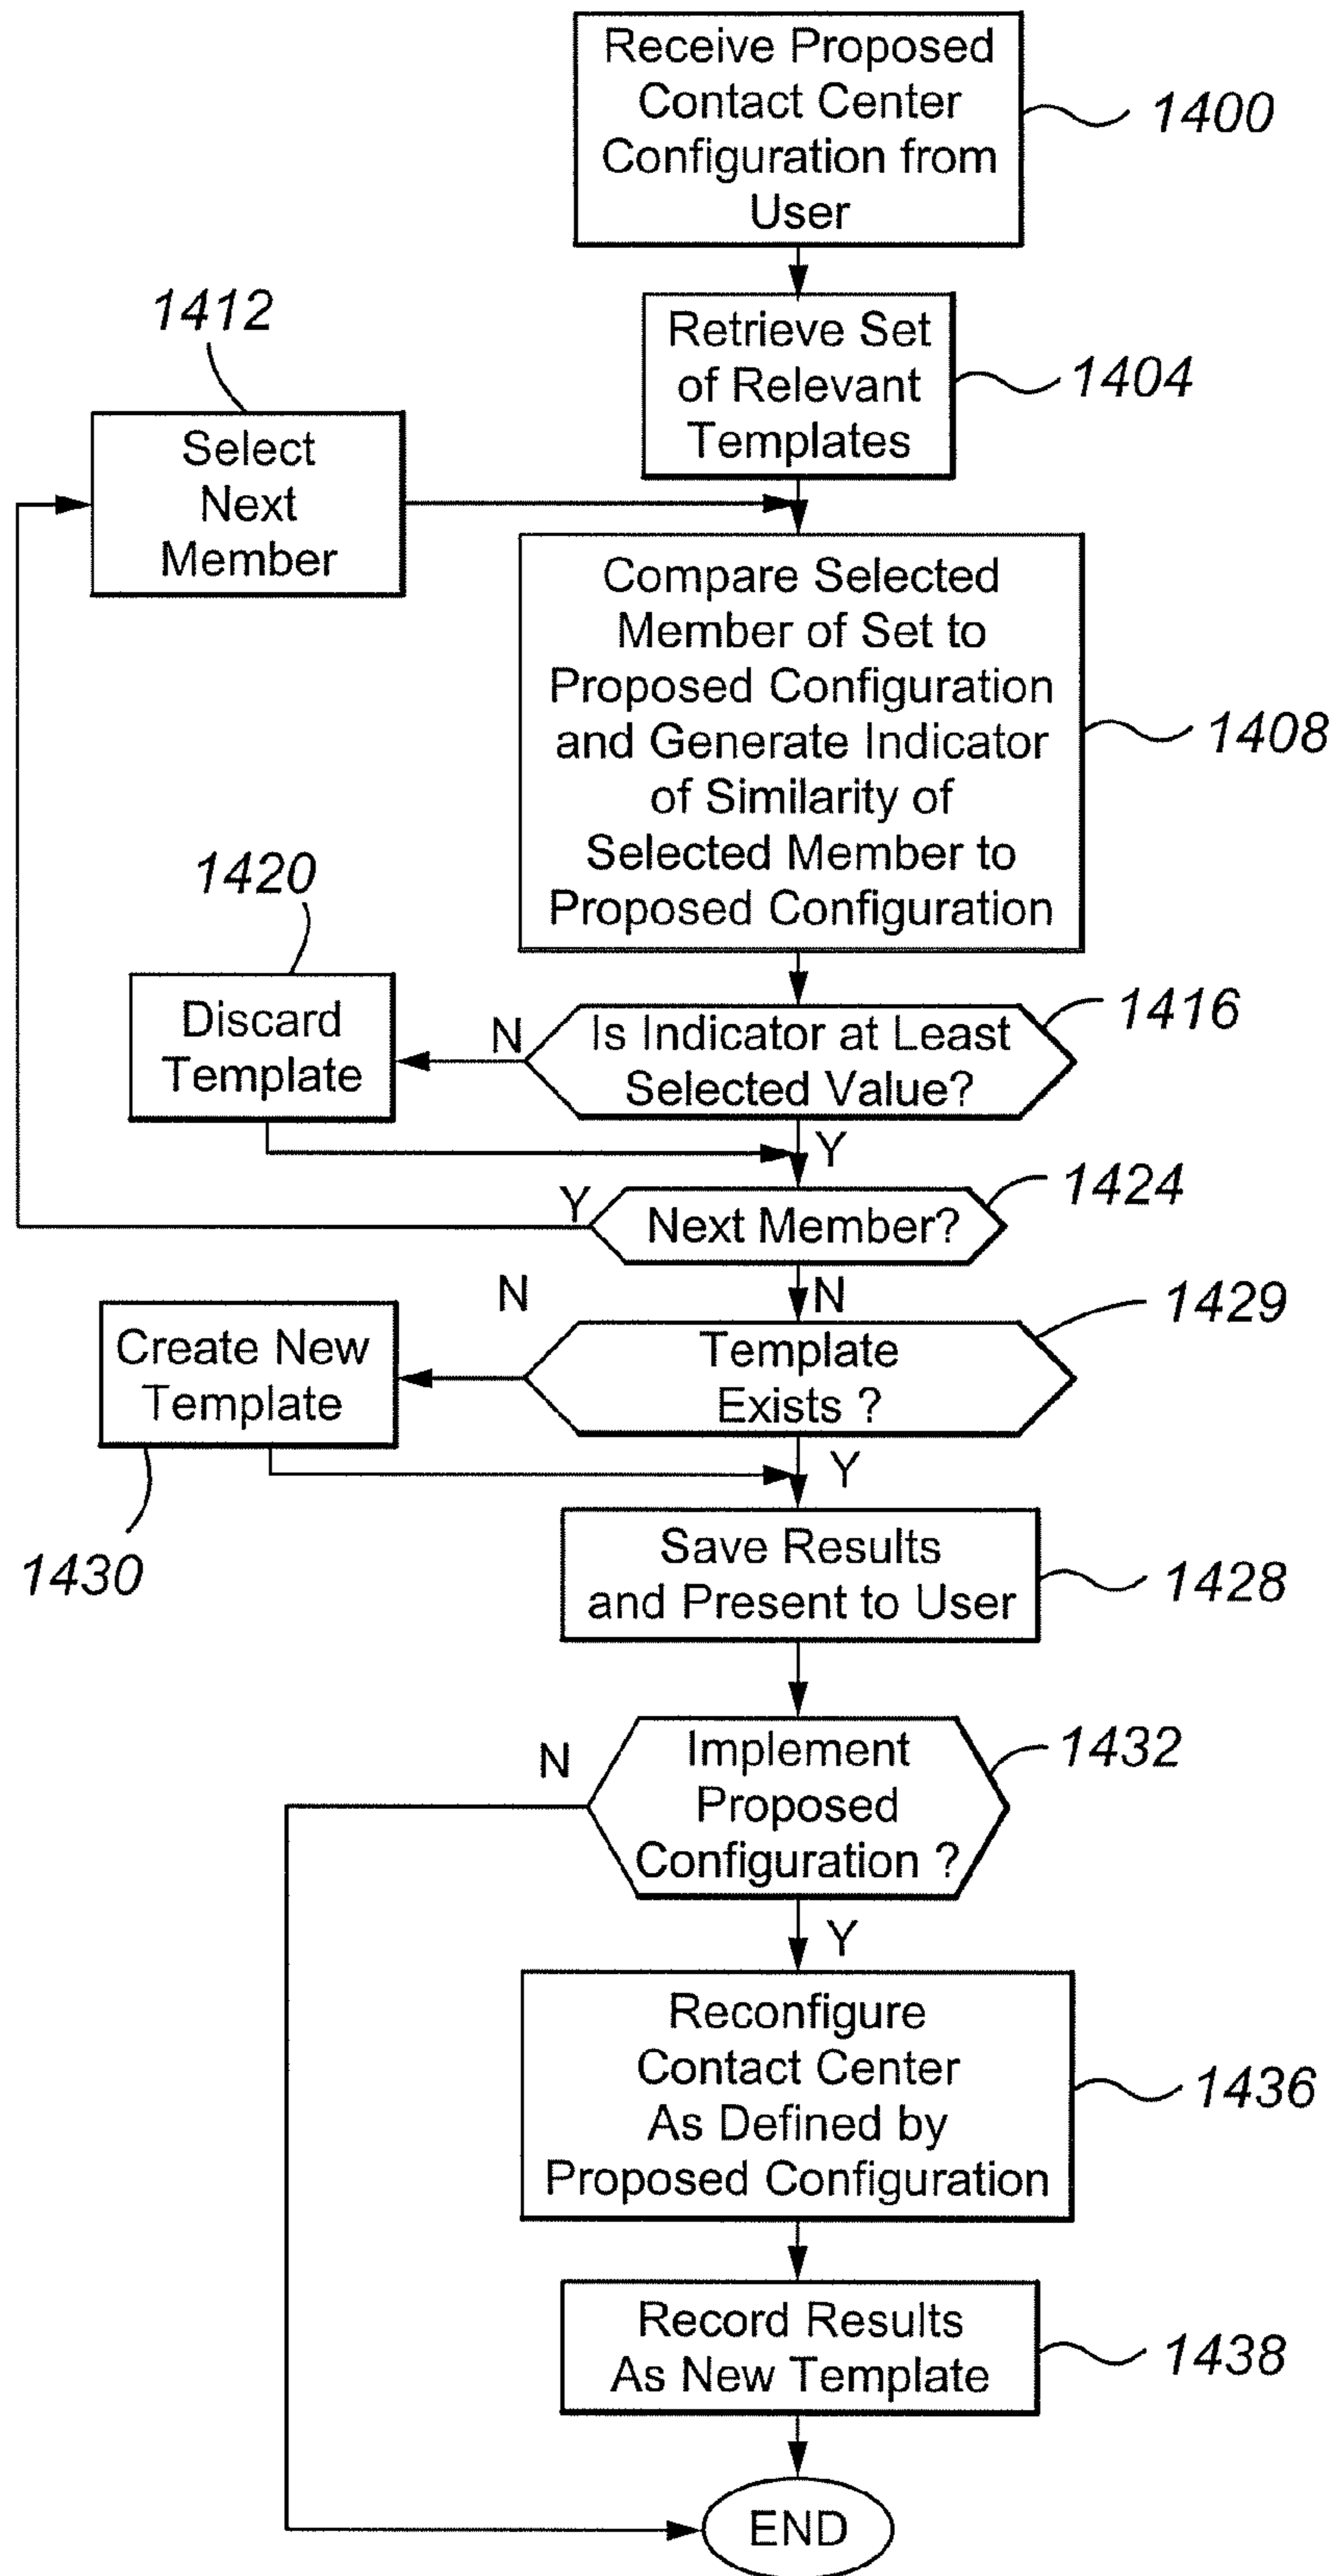 Receive Proposed
Contact Center
Configuration from
User
1400
1412
Retrieve Set
of Relevant
Templates
1404
Select
Next
Member
Compare Selected
Member of Set to
Proposed Configuration
and Generate Indicator
of Similarity of
Selected Member to
Proposed Configuration
1408
1420
Discard
Template
N
Is Indicator at Least
Selected Value?
1416
Y
Y
Next Member?
1424
N
N
Create New
Template
Template
Exists ?
1429
Y
1430
Save Results
and Present to User
1428
N
Implement
Proposed
Configuration ?
1432
Y
Reconfigure
Contact Center
As Defined by
Proposed Configuration
1436
Record Results
As New Template
1438
END